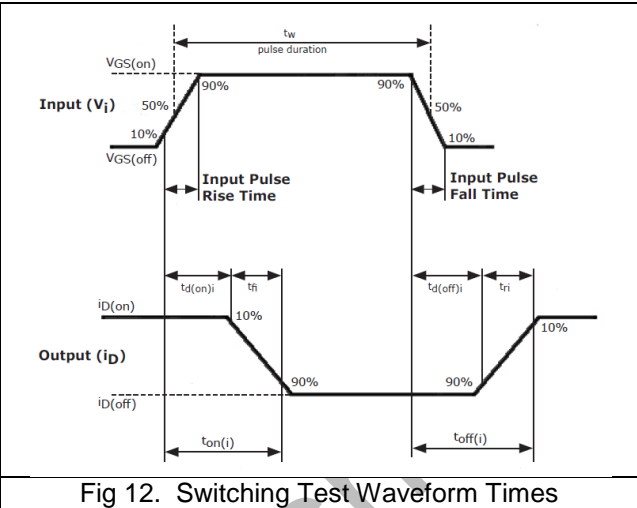 tw
pulse duration
VGS(on)
90%
90%
Input (Vi)
50%
50%
10%
10%
VGS(off)
Input Pulse
Rise Time
Input Pulse
Fall Time
td(on)i
tfi
td(off)i
tri
iD(on)
10%
10%
Output (iD)
90%
90%
iD(off)
ton(i)
toff(i)
Fig 12. Switching Test Waveform Times